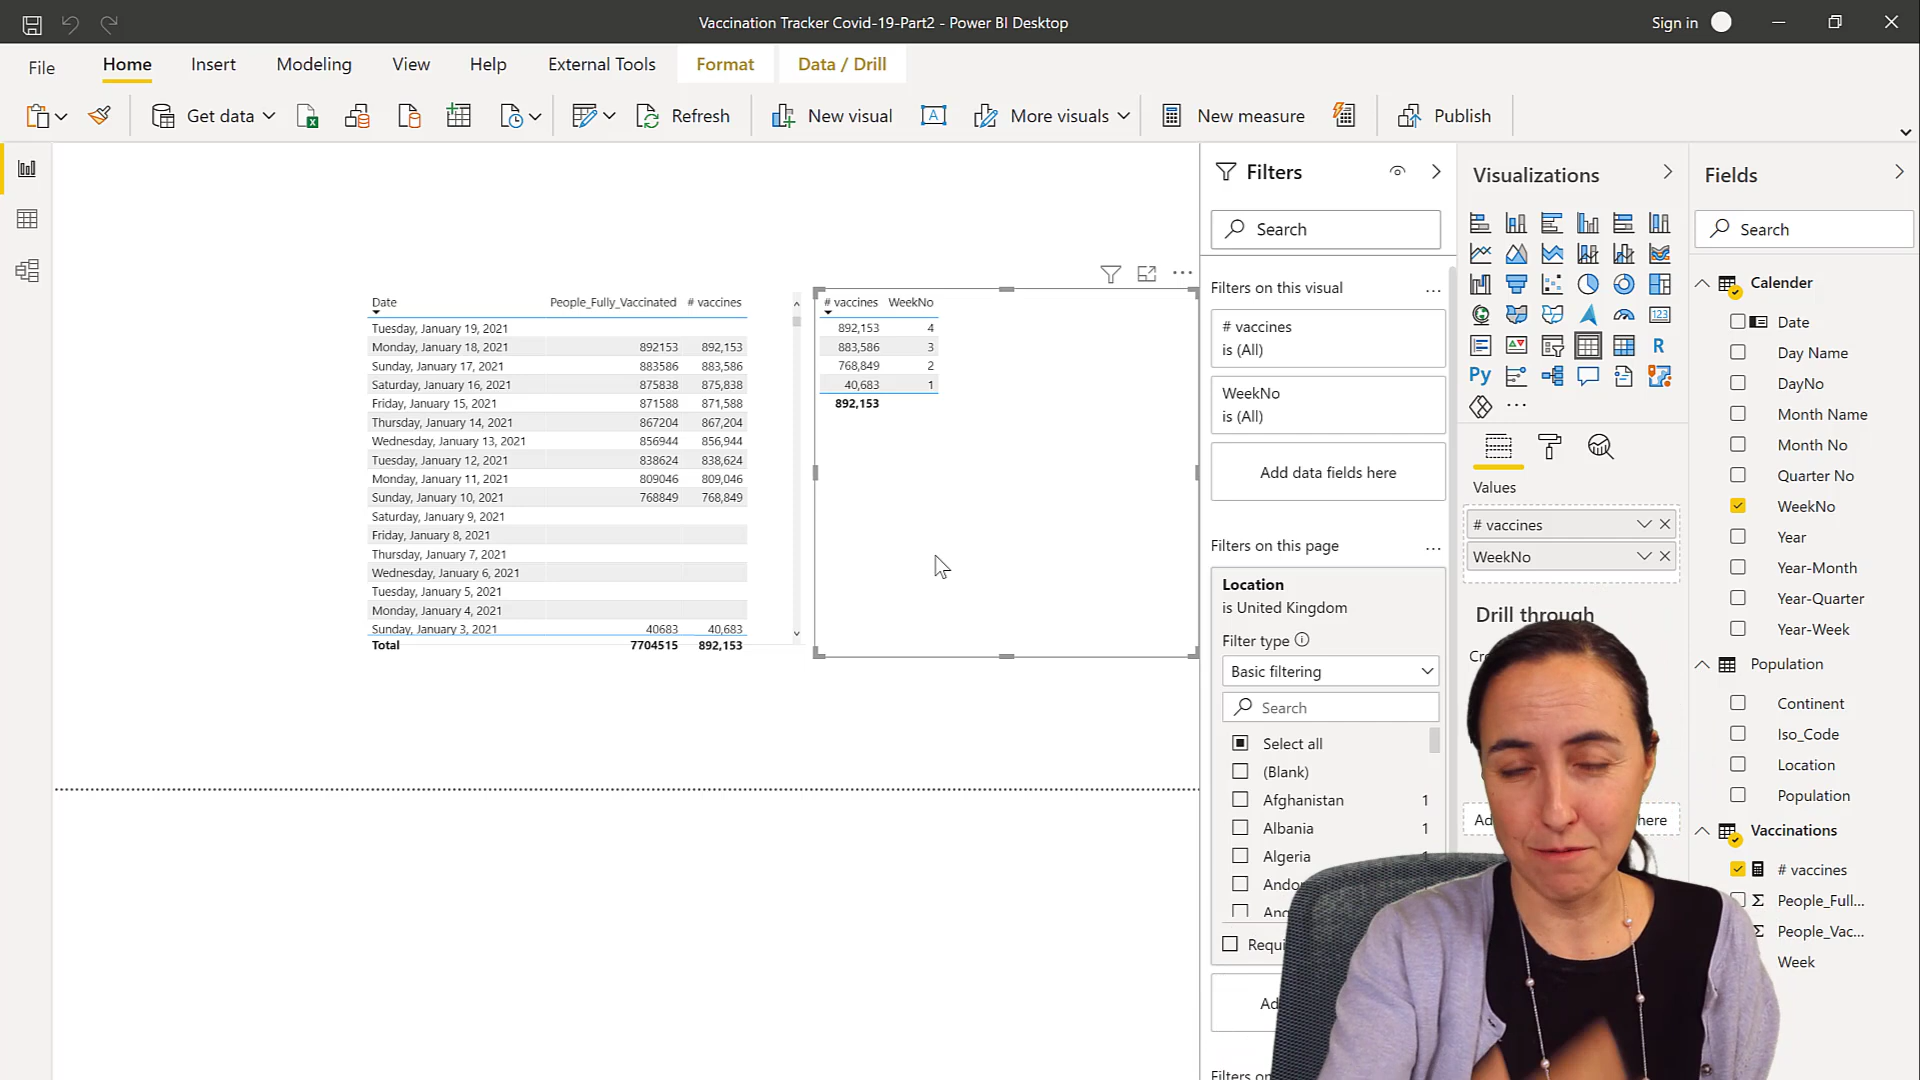 Vaccination Tracker Covid-19-Part2 - Power BI Desktop
Sign in
File
Home
Insert
Modeling
View
Help
External Tools
Format
Data / Drill
Get data
Refresh
New visual
More visuals
New measure
Publish
Date People_Fully_Vaccinated # vaccines
Tuesday, January 19, 2021
Monday, January 18, 2021 892153 892,153
Sunday, January 17, 2021 883586 883,586
Saturday, January 16, 2021 875838 875,838
Friday, January 15, 2021 871588 871,588
Thursday, January 14, 2021 867204 867,204
Wednesday, January 13, 2021 856944 856,944
Tuesday, January 12, 2021 838624 838,624
Monday, January 11, 2021 809046 809,046
Sunday, January 10, 2021 768849 768,849
Saturday, January 9, 2021
Friday, January 8, 2021
Thursday, January 7, 2021
Wednesday, January 6, 2021
Tuesday, January 5, 2021
Monday, January 4, 2021
Sunday, January 3, 2021 40683 40,683
Total 7704515 892,153
# vaccines WeekNo
892,153 4
883,586 3
768,849 2
40,683 1
892,153
Filters
Search
Filters on this visual
# vaccines
is (All)
WeekNo
is (All)
Add data fields here
Filters on this page
Location
is United Kingdom
Filter type
Basic filtering
Search
Select all
(Blank)
Afghanistan 1
Albania 1
Algeria
Visualizations
R
Py
123
Values
# vaccines
WeekNo
Drill through
here
Fields
Search
Calender
Date
Day Name
DayNo
Month Name
Month No
Quarter No
WeekNo
Year
Year-Month
Year-Quarter
Year-Week
Population
Continent
Iso_Code
Location
Population
Vaccinations
# vaccines
People_Full...
People_Vac...
Week